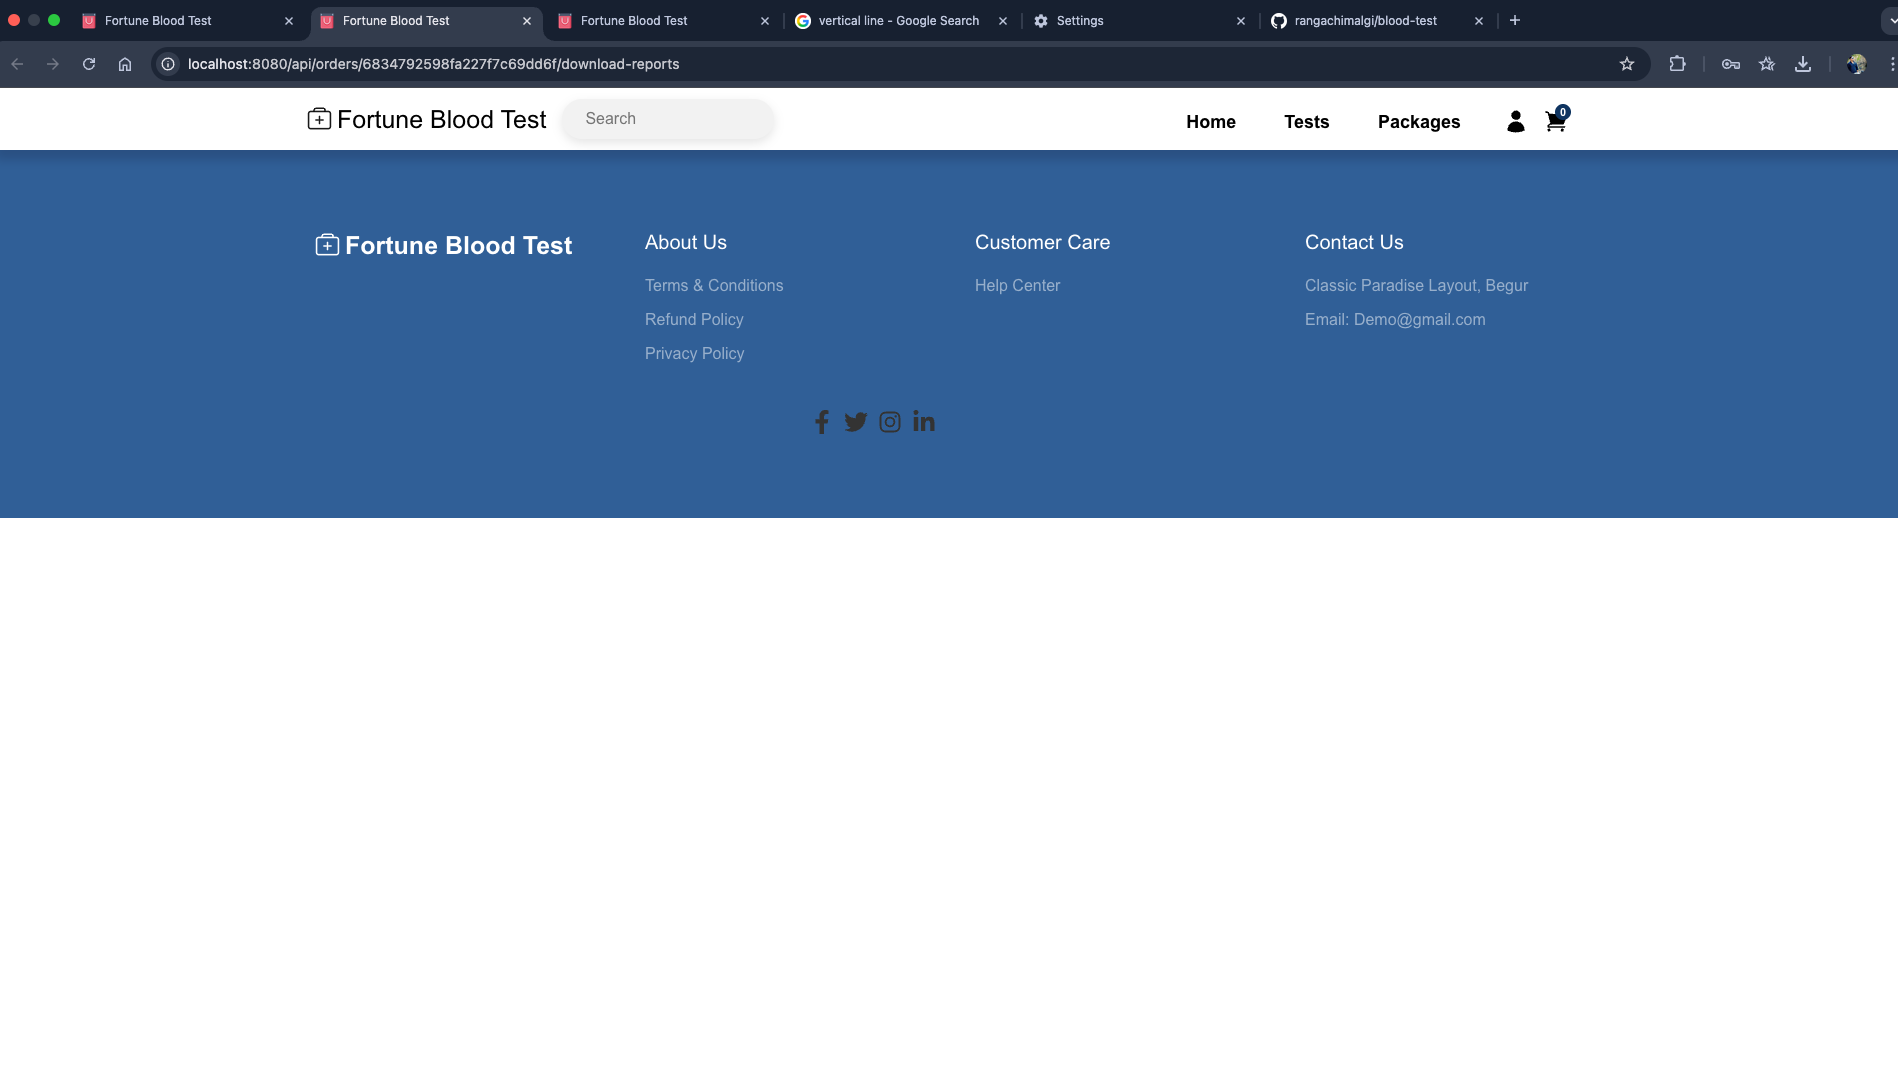 Fortune Blood Test
Fortune Blood Test
Fortune Blood Test
vertical line - Google Search
Settings
rangachimalgi/blood-test
localhost:8080/api/orders/6834792598fa227f7c69dd6f/download-reports
Fortune Blood Test
Search
Home
Tests
Packages
0
Fortune Blood Test
About Us
Terms & Conditions
Refund Policy
Privacy Policy
Customer Care
Help Center
Contact Us
Classic Paradise Layout, Begur
Email: Demo@gmail.com